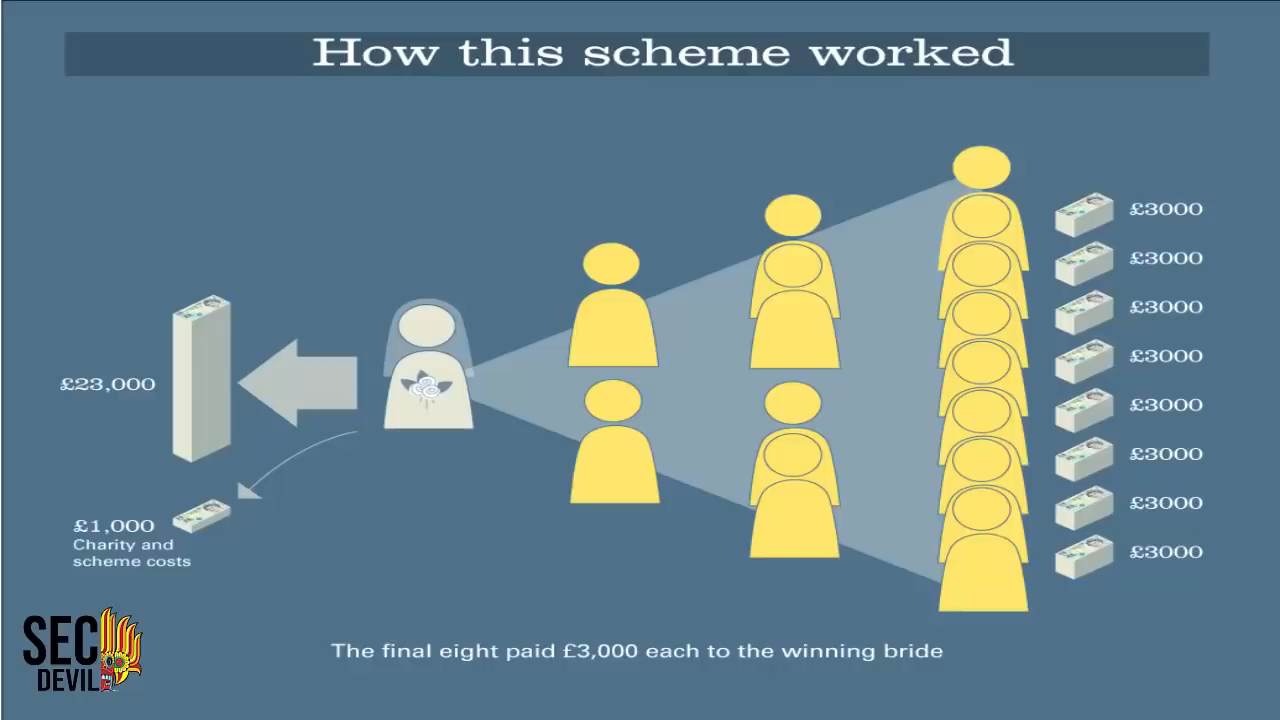 How this scheme worked
£3000
£3000
£3000
£3000
£3000
£3000
£3000
£3000
£23,000
£1,000
Charity and
scheme costs
The final eight paid £3,000 each to the winning bride
SEC
DEVIL